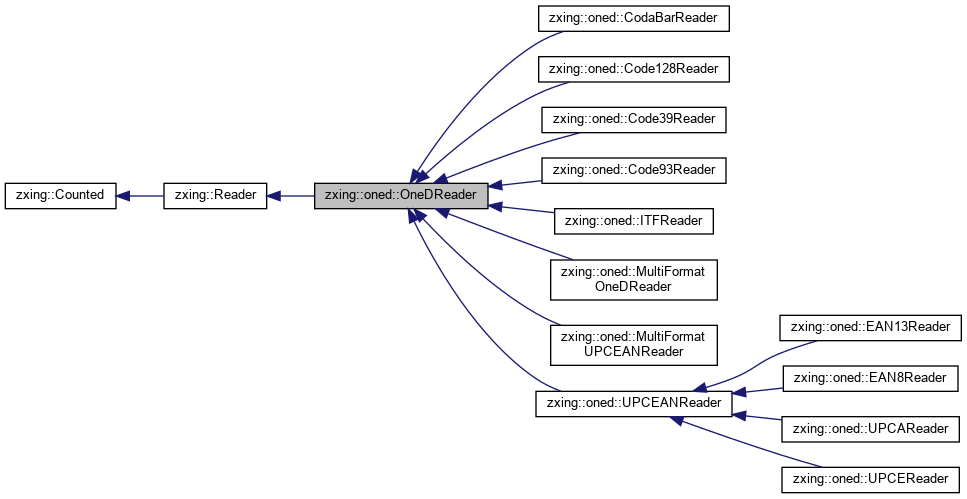 zxing::oned::CodaBarReader
zxing::oned::Code128Reader
zxing::oned::Code39Reader
zxing::oned::Code93Reader
zxing::Counted
zxing::Reader
zxing::oned::OneDReader
zxing::oned::ITFReader
zxing::oned::MultiFormat
OneDReader
zxing::oned::MultiFormat
UPCEANReader
zxing::oned::EAN13Reader
zxing::oned::EAN8Reader
zxing::oned::UPCEANReader
zxing::oned::UPCAReader
zxing::oned::UPCEReader